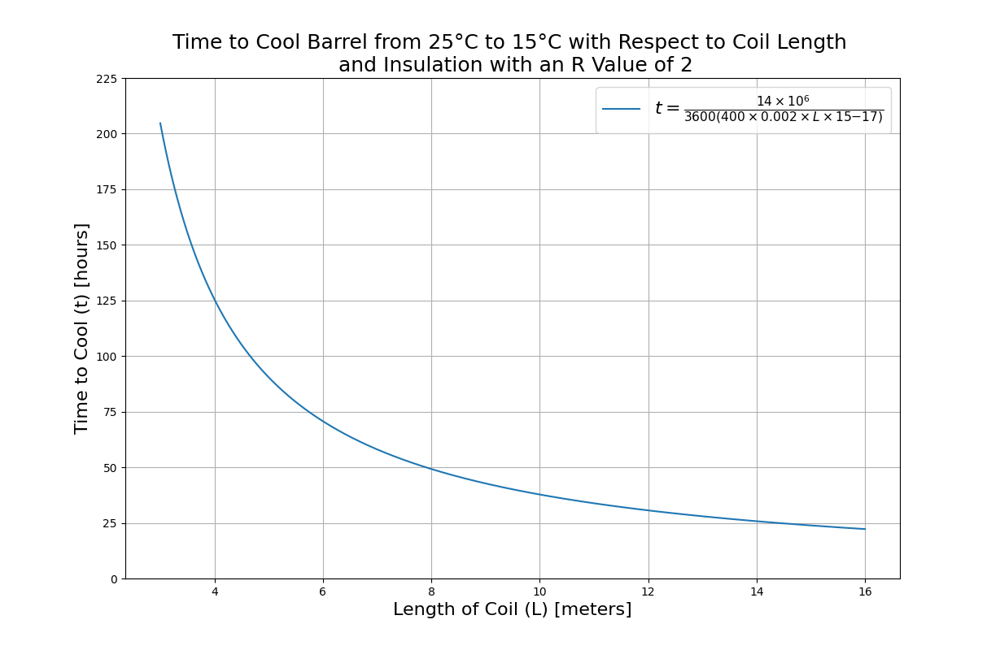 Time to Cool Barrel from 25°C to 15°C with Respect to Coil Length
and Insulation with an R Value of 2
t = 14 × 10⁶ / 3600(400 × 0.002 × L × 15−17)
Time to Cool (t) [hours]
225
200
175
150
125
100
75
50
25
0
4 6 8 10 12 14 16
Length of Coil (L) [meters]